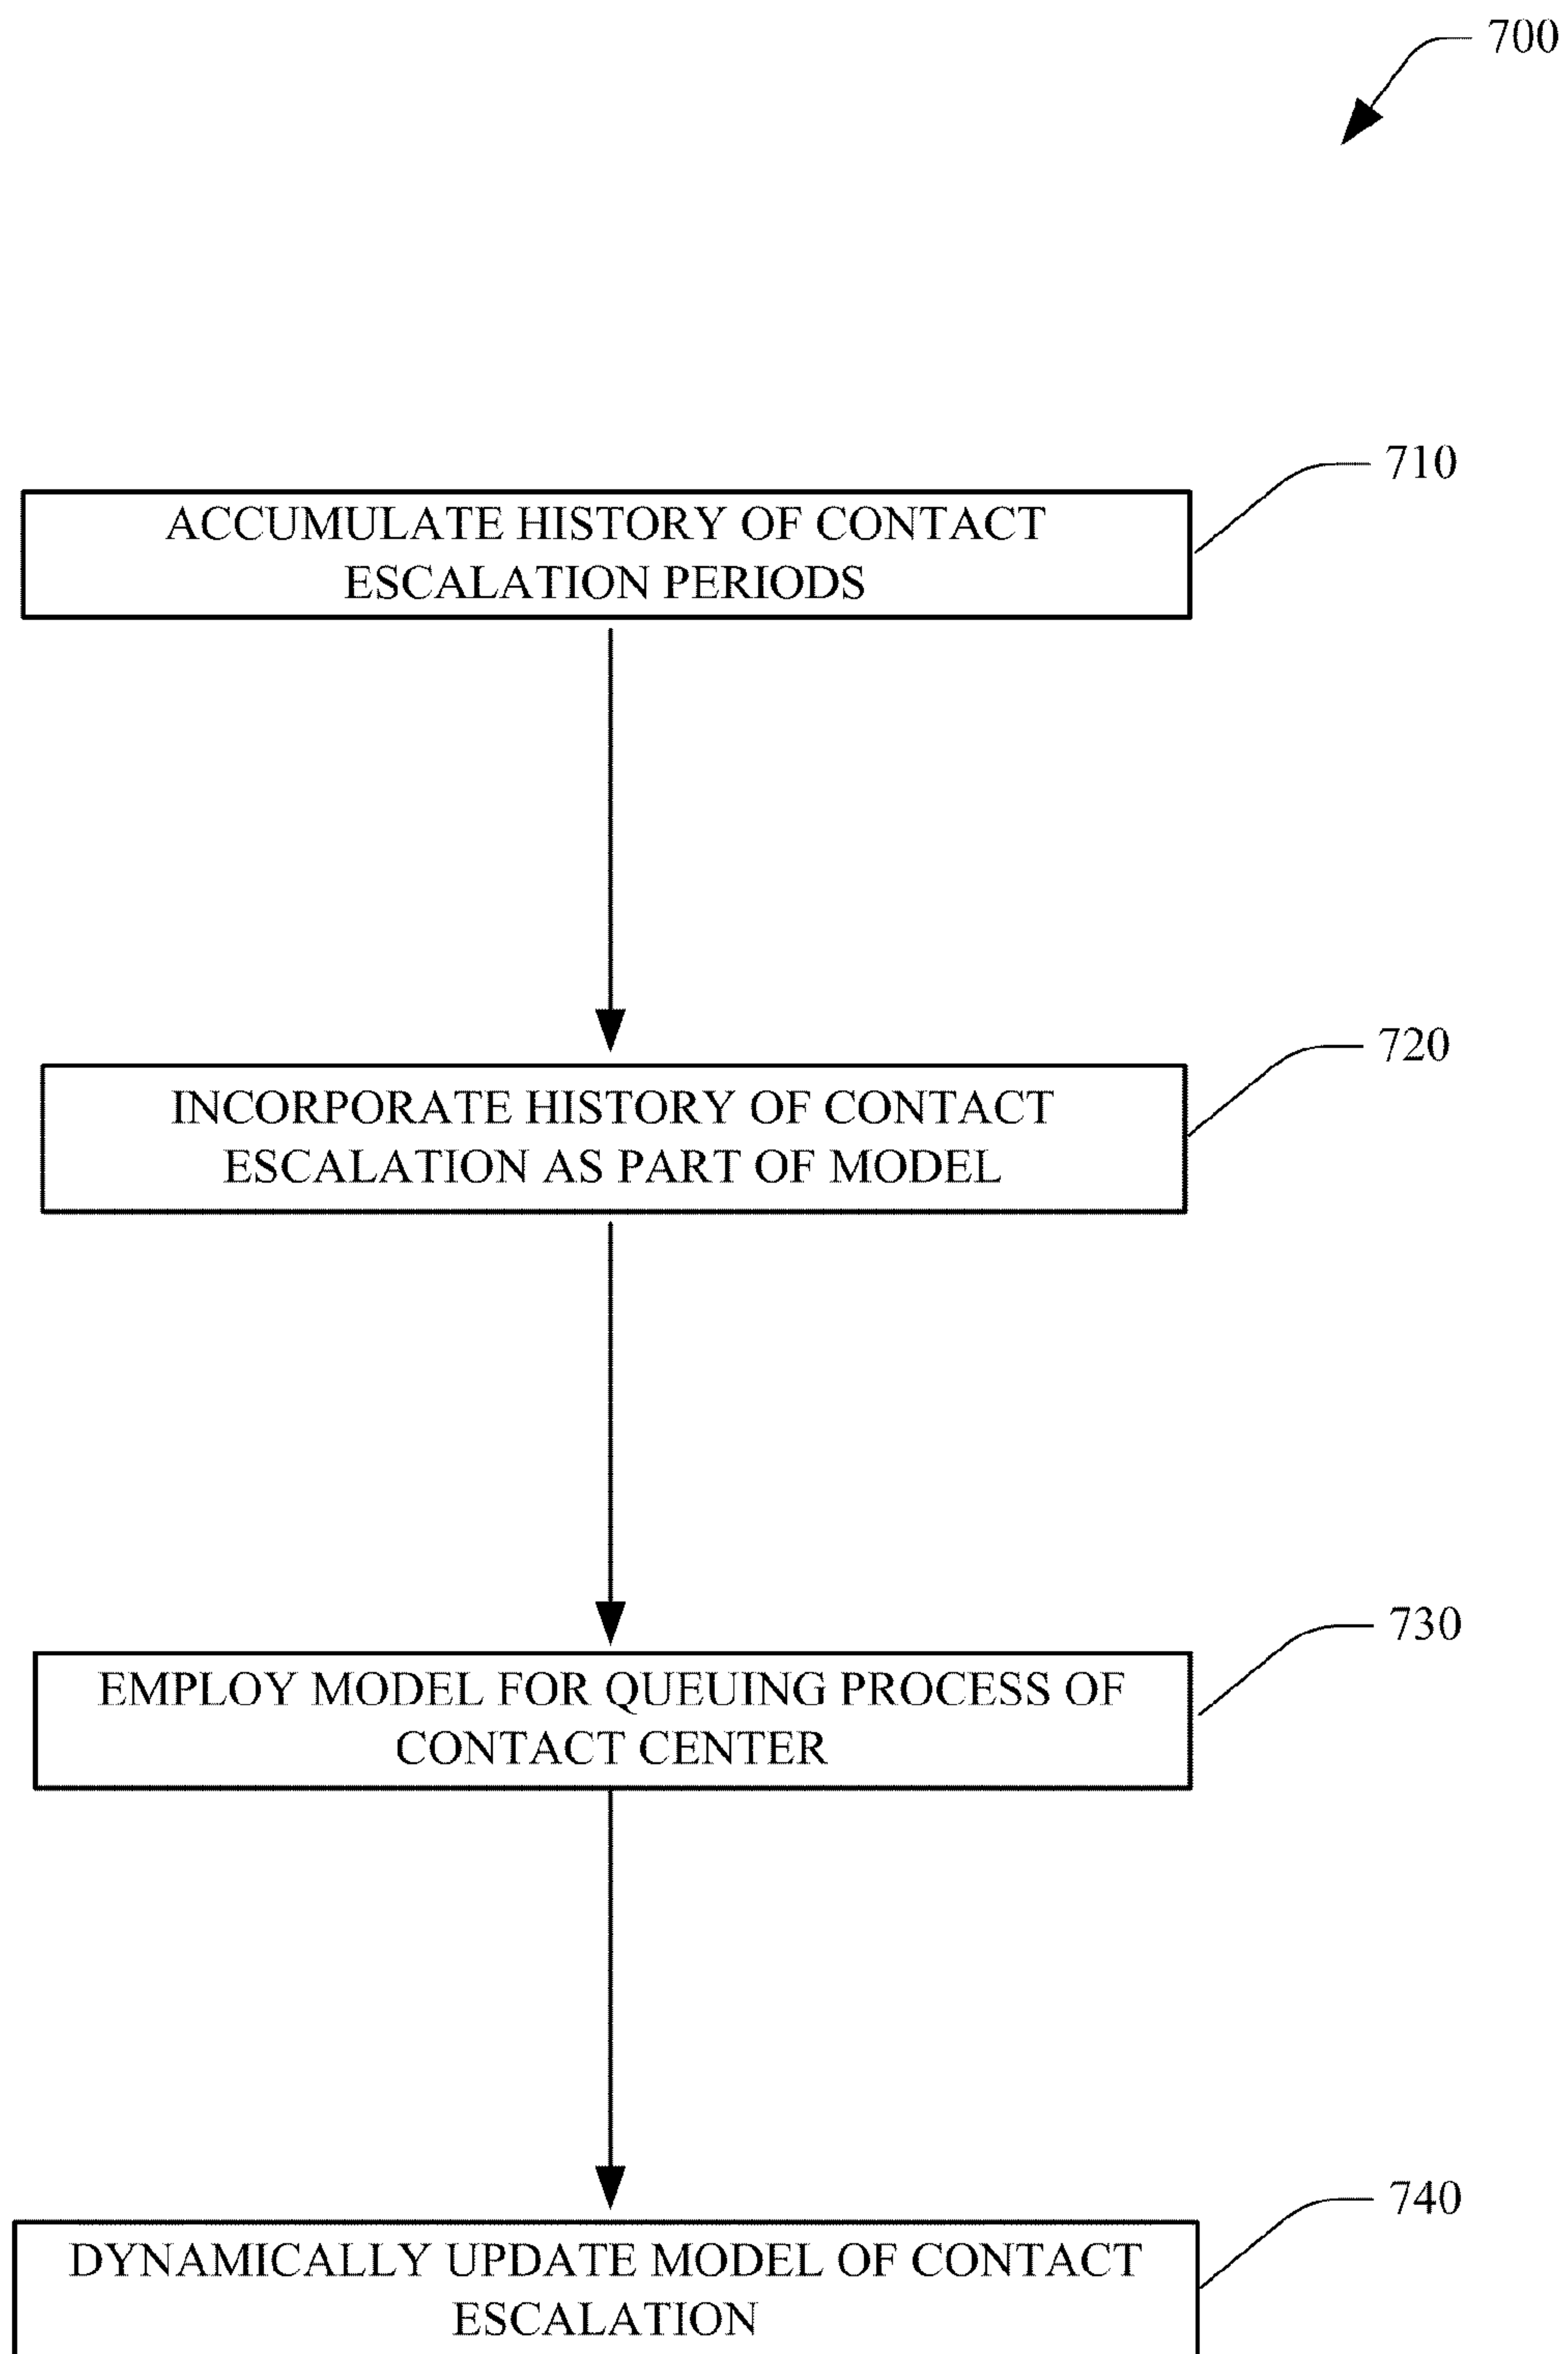 700
710
ACCUMULATE HISTORY OF CONTACT
ESCALATION PERIODS
720
INCORPORATE HISTORY OF CONTACT
ESCALATION AS PART OF MODEL
730
EMPLOY MODEL FOR QUEUING PROCESS OF
CONTACT CENTER
740
DYNAMICALLY UPDATE MODEL OF CONTACT
ESCALATION